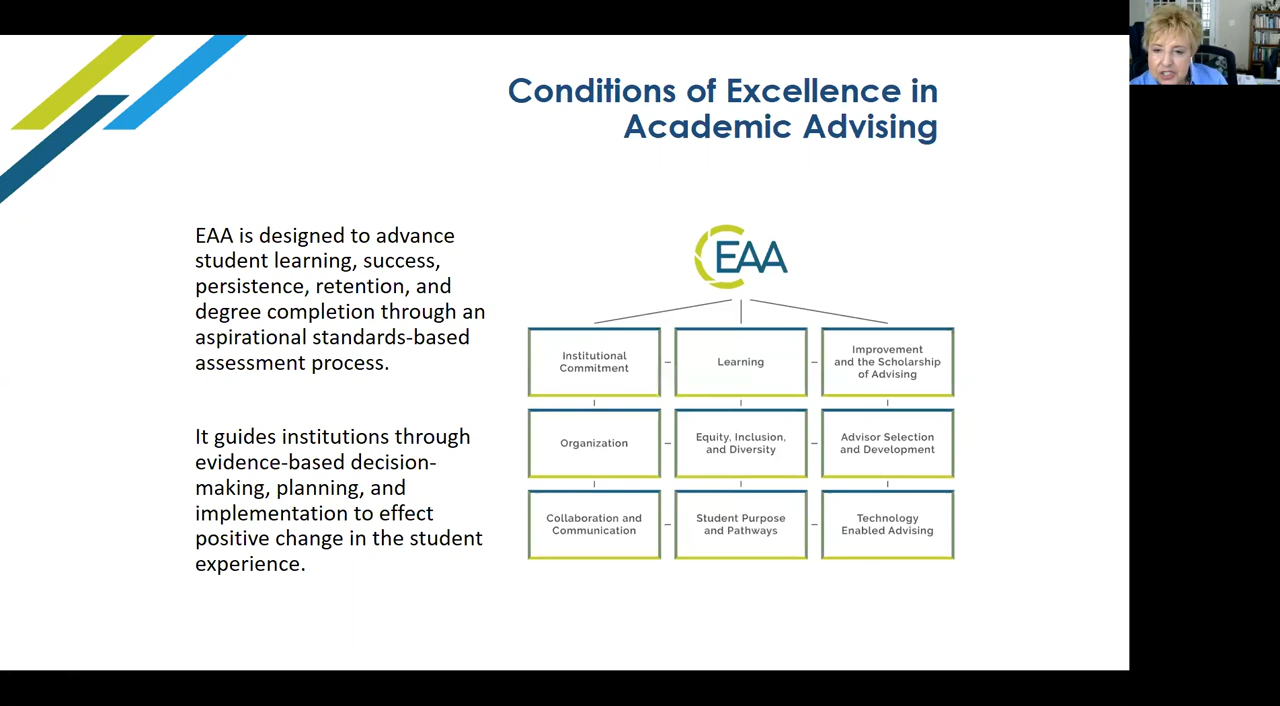 Conditions of Excellence in
Academic Advising
EAA is designed to advance
student learning, success,
persistence, retention, and
degree completion through an
aspirational standards-based
assessment process.
It guides institutions through
evidence-based decision-
making, planning, and
implementation to effect
positive change in the student
experience.
EAA
Institutional
Commitment
Learning
Improvement
and the Scholarship
of Advising
Organization
Equity, Inclusion,
and Diversity
Advisor Selection
and Development
Collaboration and
Communication
Student Purpose
and Pathways
Technology
Enabled Advising